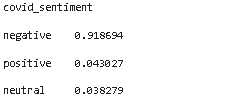 covid_sentiment
negative 0.918694
positive 0.043027
neutral 0.038279